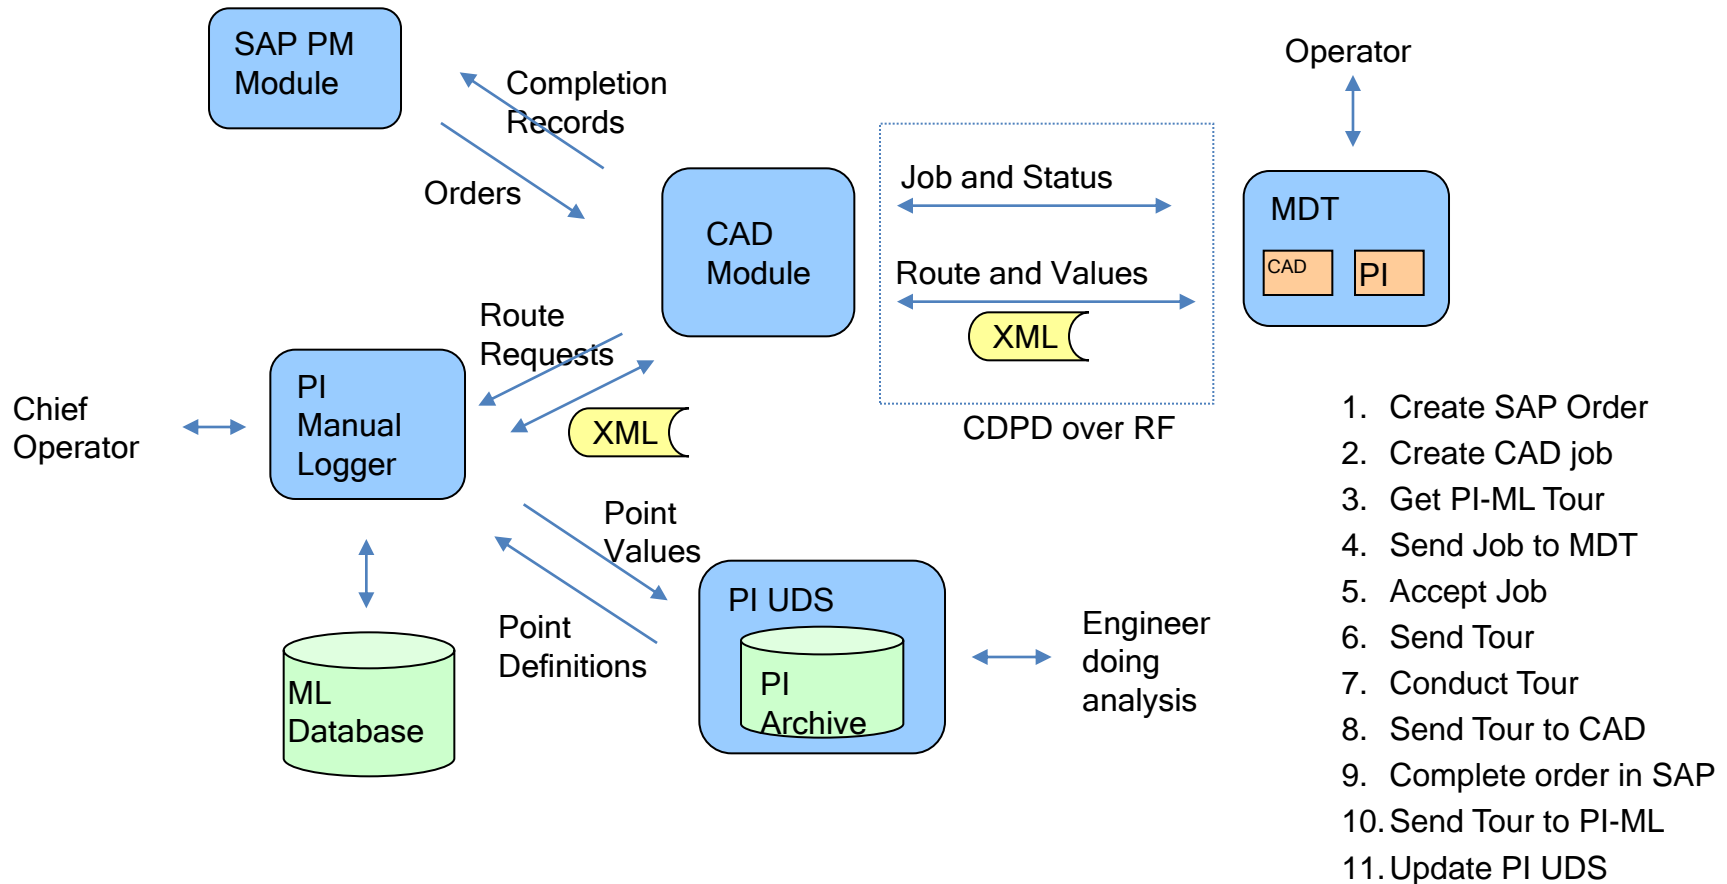 SAP PM
Module
Completion
Records
Orders
Operator
CAD
Module
Job and Status
Route and Values
XML
CDPD over RF
MDT
CAD
PI
Route
Requests
XML
Chief
Operator
PI
Manual
Logger
Point
Values
Point
Definitions
ML
Database
PI UDS
PI
Archive
Engineer
doing
analysis
1. Create SAP Order
2. Create CAD job
3. Get PI-ML Tour
4. Send Job to MDT
5. Accept Job
6. Send Tour
7. Conduct Tour
8. Send Tour to CAD
9. Complete order in SAP
10. Send Tour to PI-ML
11. Update PI UDS